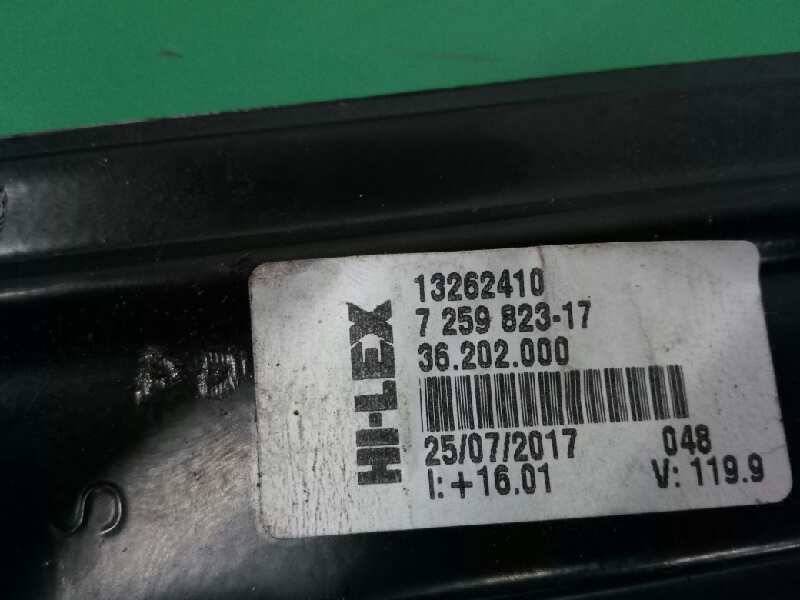 HI-LEX
13262410
7 259 823-17
36.202.000
25/07/2017 048
I: +16.01 V: 119.9
S